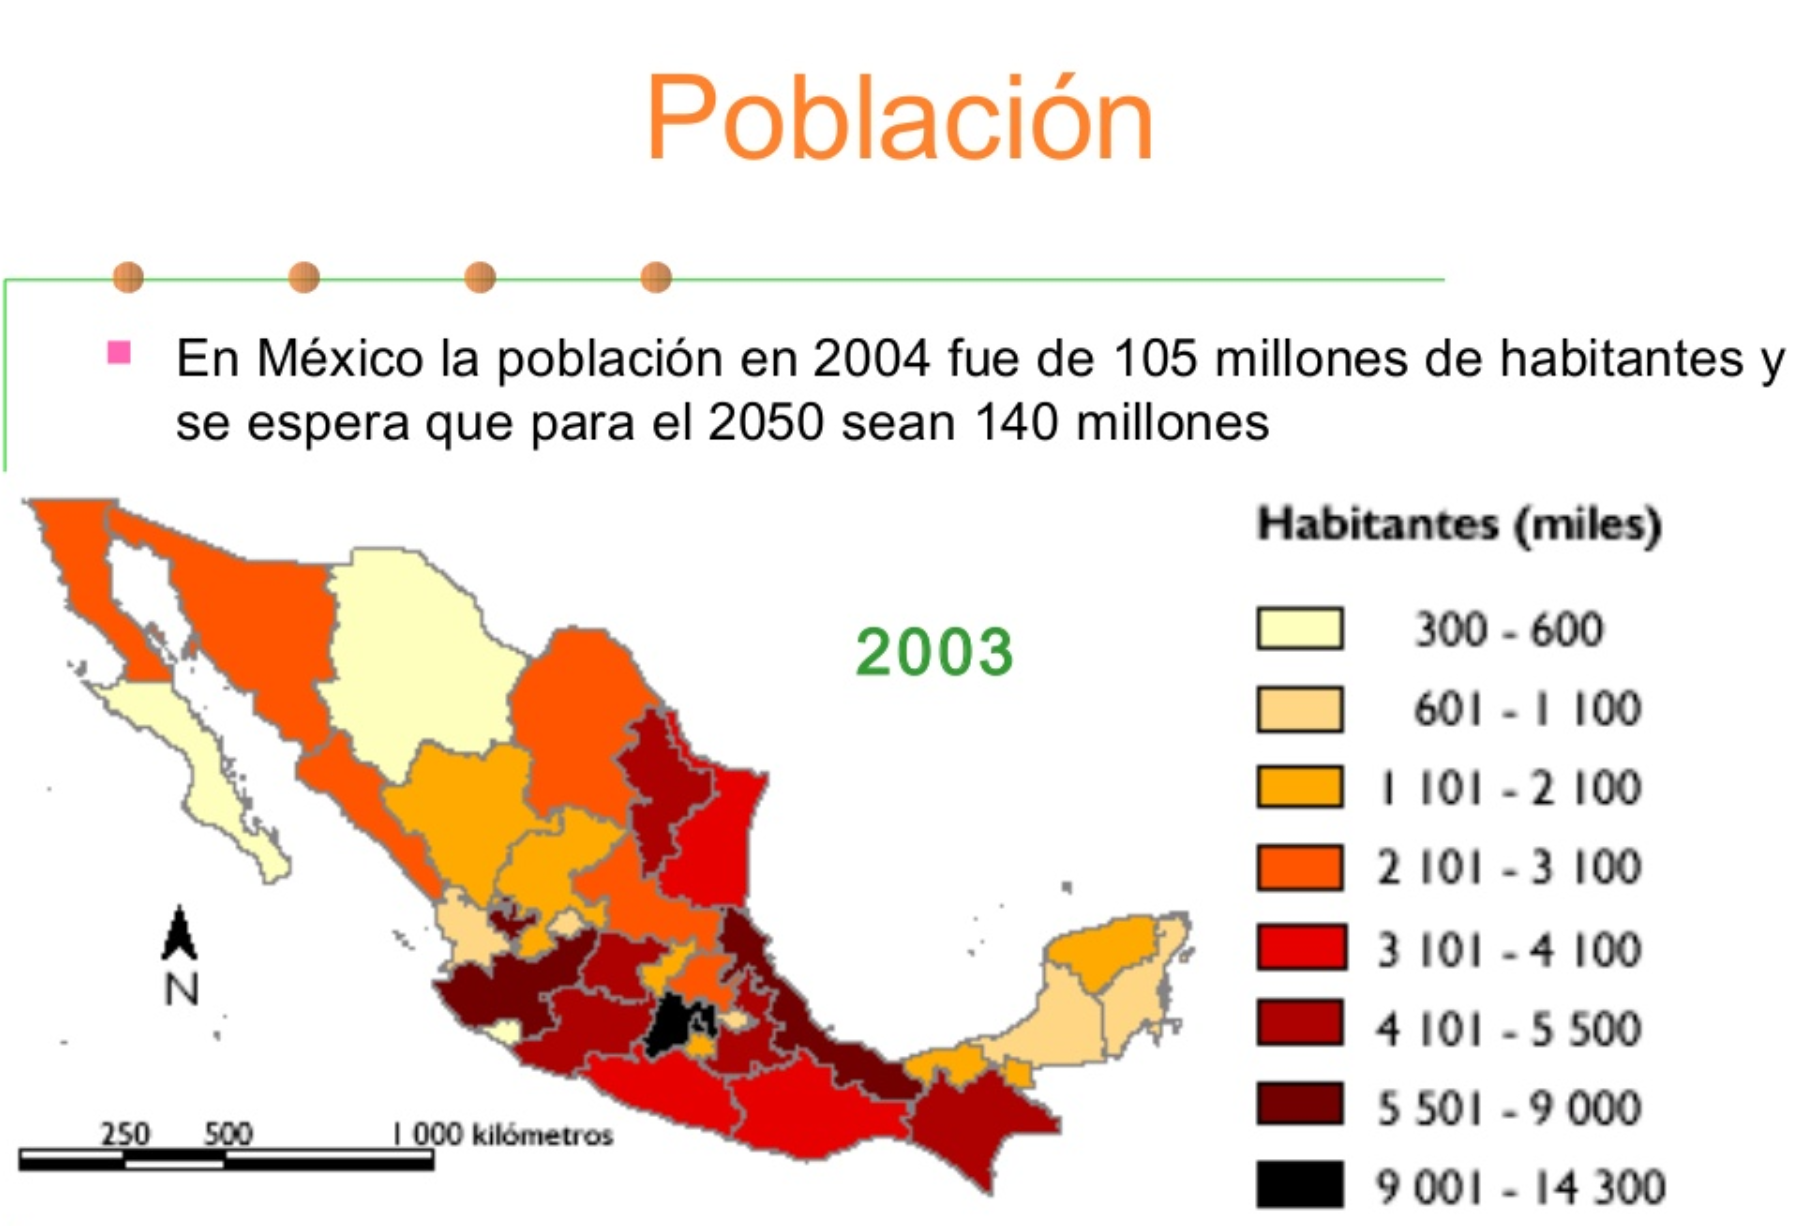 Población
En México la población en 2004 fue de 105 millones de habitantes y
se espera que para el 2050 sean 140 millones
Habitantes (miles)
2003
300 - 600
601 - 1 100
1 101 - 2 100
2 101 - 3 100
3 101 - 4 100
4 101 - 5 500
5 501 - 9 000
9 001 - 14 300
N
250 500 1 000 kilómetros